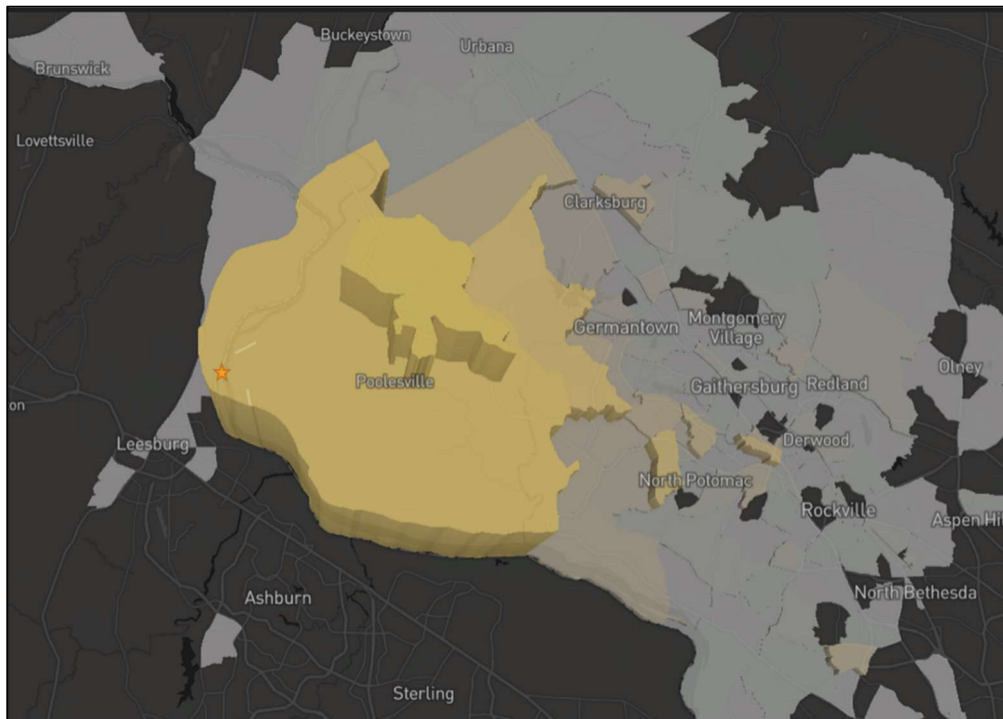 Buckeystown
Urbana
Brunswick
Lovettsville
Clarksburg
Germantown
Montgomery
Village
Poolesville
Gaithersburg
Redland
Olney
on
Leesburg
Derwood
North Potomac
Rockville
Aspen Hi
North Bethesda
Ashburn
Sterling